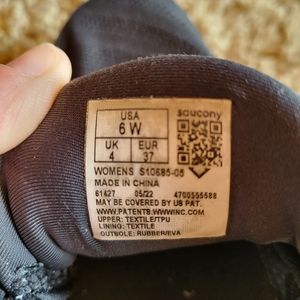 USA
6 W
UK
4
EUR
37
saucony
WOMENS S10685-05
MADE IN CHINA
61427 05/22 4700555588
MAY BE COVERED BY US PAT.
WWW.PATENTS.WWWINC.COM
UPPER: TEXTILE/TPU
LINING: TEXTILE
OUTSOLE: RUBBER/EVA